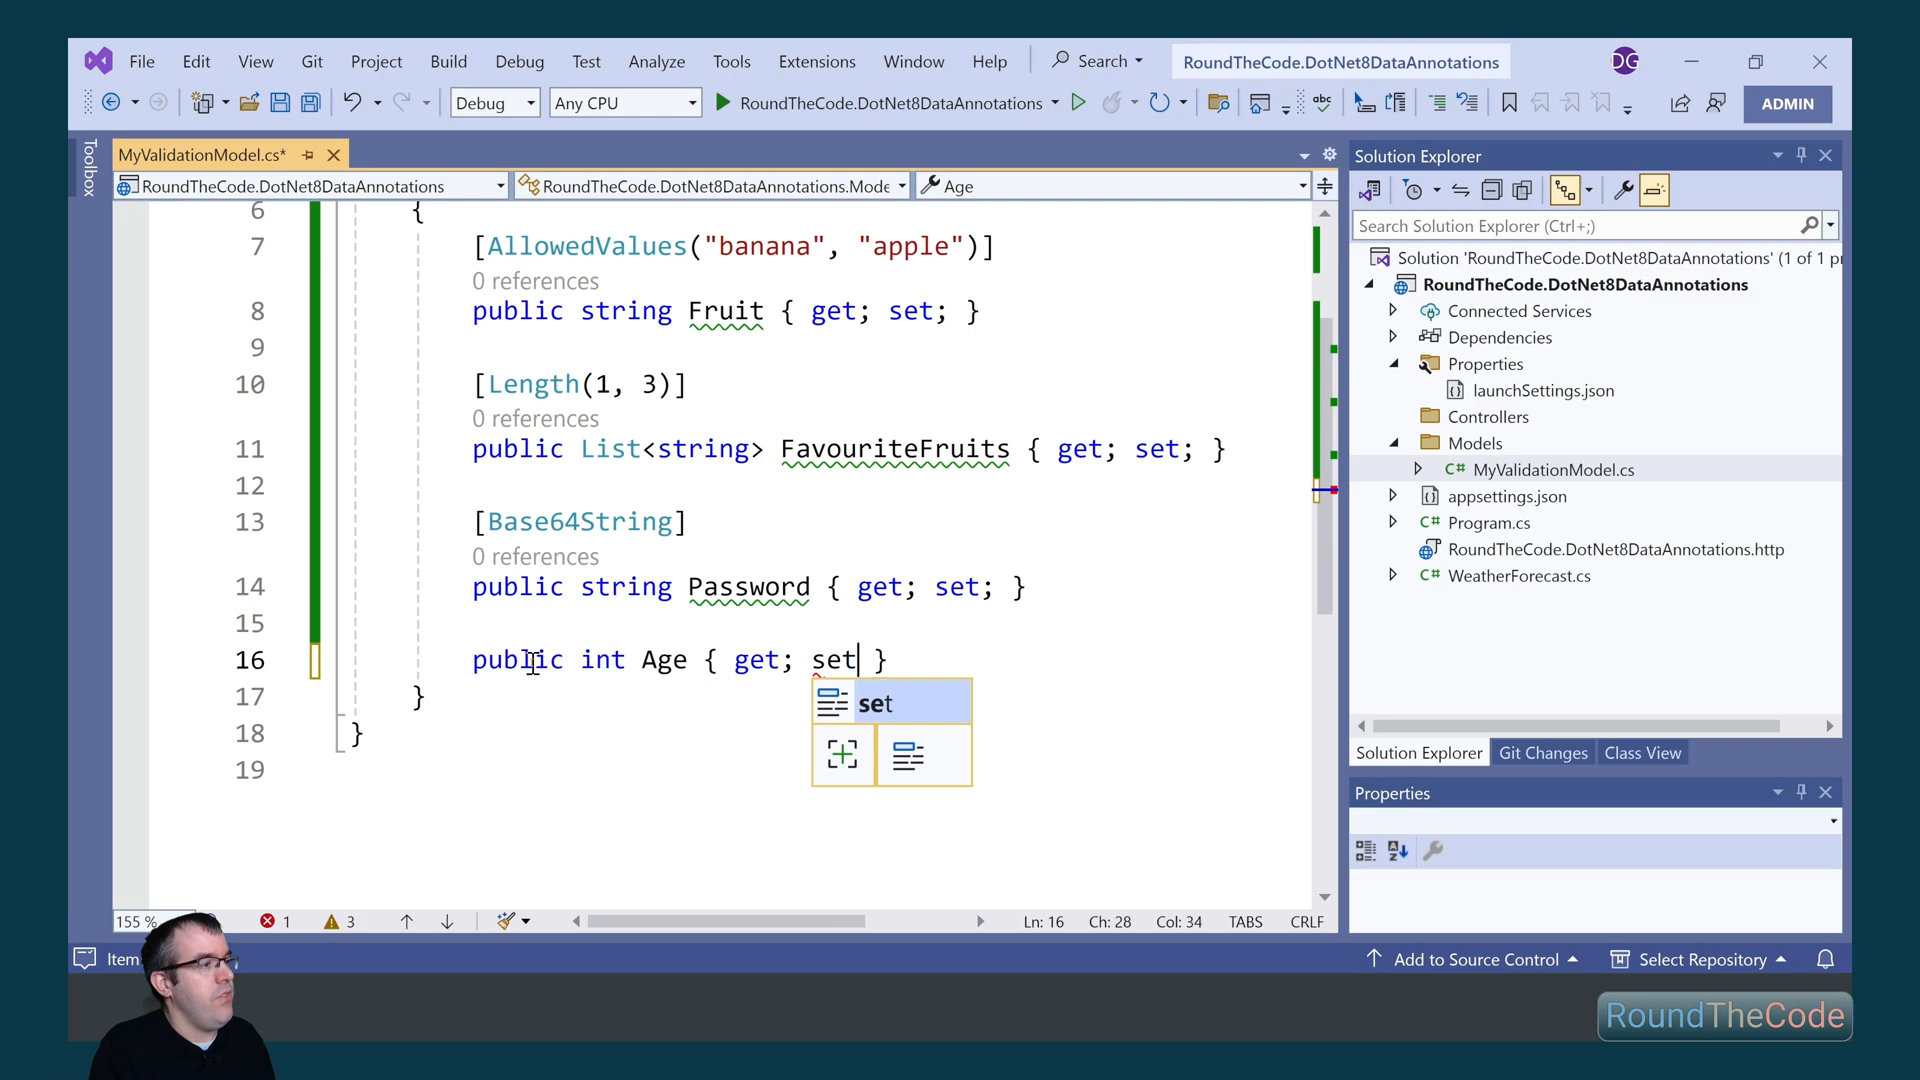 File Edit View Git Project Build Debug Test Analyze Tools Extensions Window Help Search RoundTheCode.DotNet8DataAnnotations DG
Debug Any CPU RoundTheCode.DotNet8DataAnnotations abc ADMIN
Toolbox
MyValidationModel.cs*
RoundTheCode.DotNet8DataAnnotations RoundTheCode.DotNet8DataAnnotations.Mode Age
6 {
7 [AllowedValues("banana", "apple")]
0 references
8 public string Fruit { get; set; }
9
10 [Length(1, 3)]
0 references
11 public List<string> FavouriteFruits { get; set; }
12
13 [Base64String]
0 references
14 public string Password { get; set; }
15
16 public int Age { get; set }
set
17 }
18 }
19
155 % 1 3 Ln: 16 Ch: 28 Col: 34 TABS CRLF
Solution Explorer
Search Solution Explorer (Ctrl+;)
Solution 'RoundTheCode.DotNet8DataAnnotations' (1 of 1 pr
RoundTheCode.DotNet8DataAnnotations
Connected Services
Dependencies
Properties
launchSettings.json
Controllers
Models
C# MyValidationModel.cs
appsettings.json
C# Program.cs
RoundTheCode.DotNet8DataAnnotations.http
C# WeatherForecast.cs
Solution Explorer Git Changes Class View
Properties
Item Add to Source Control Select Repository
RoundTheCode